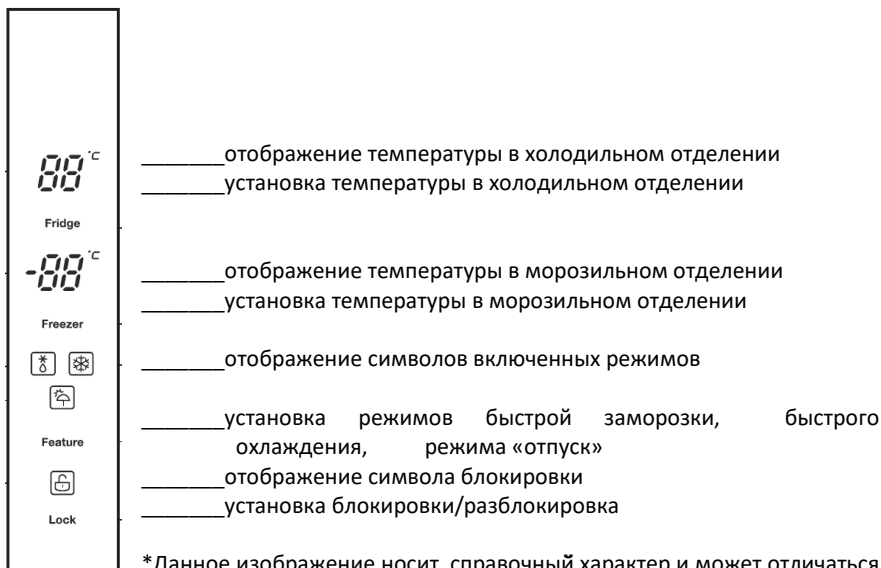 88 °C
_______отображение температуры в холодильном отделении
_______установка температуры в холодильном отделении
Fridge
-88 °C
_______отображение температуры в морозильном отделении
_______установка температуры в морозильном отделении
Freezer
_______отображение символов включенных режимов
_______установка режимов быстрой заморозки, быстрого
охлаждения, режима «отпуск»
Feature
_______отображение символа блокировки
_______установка блокировки/разблокировка
Lock
*Данное изображение носит справочный характер и может отличаться